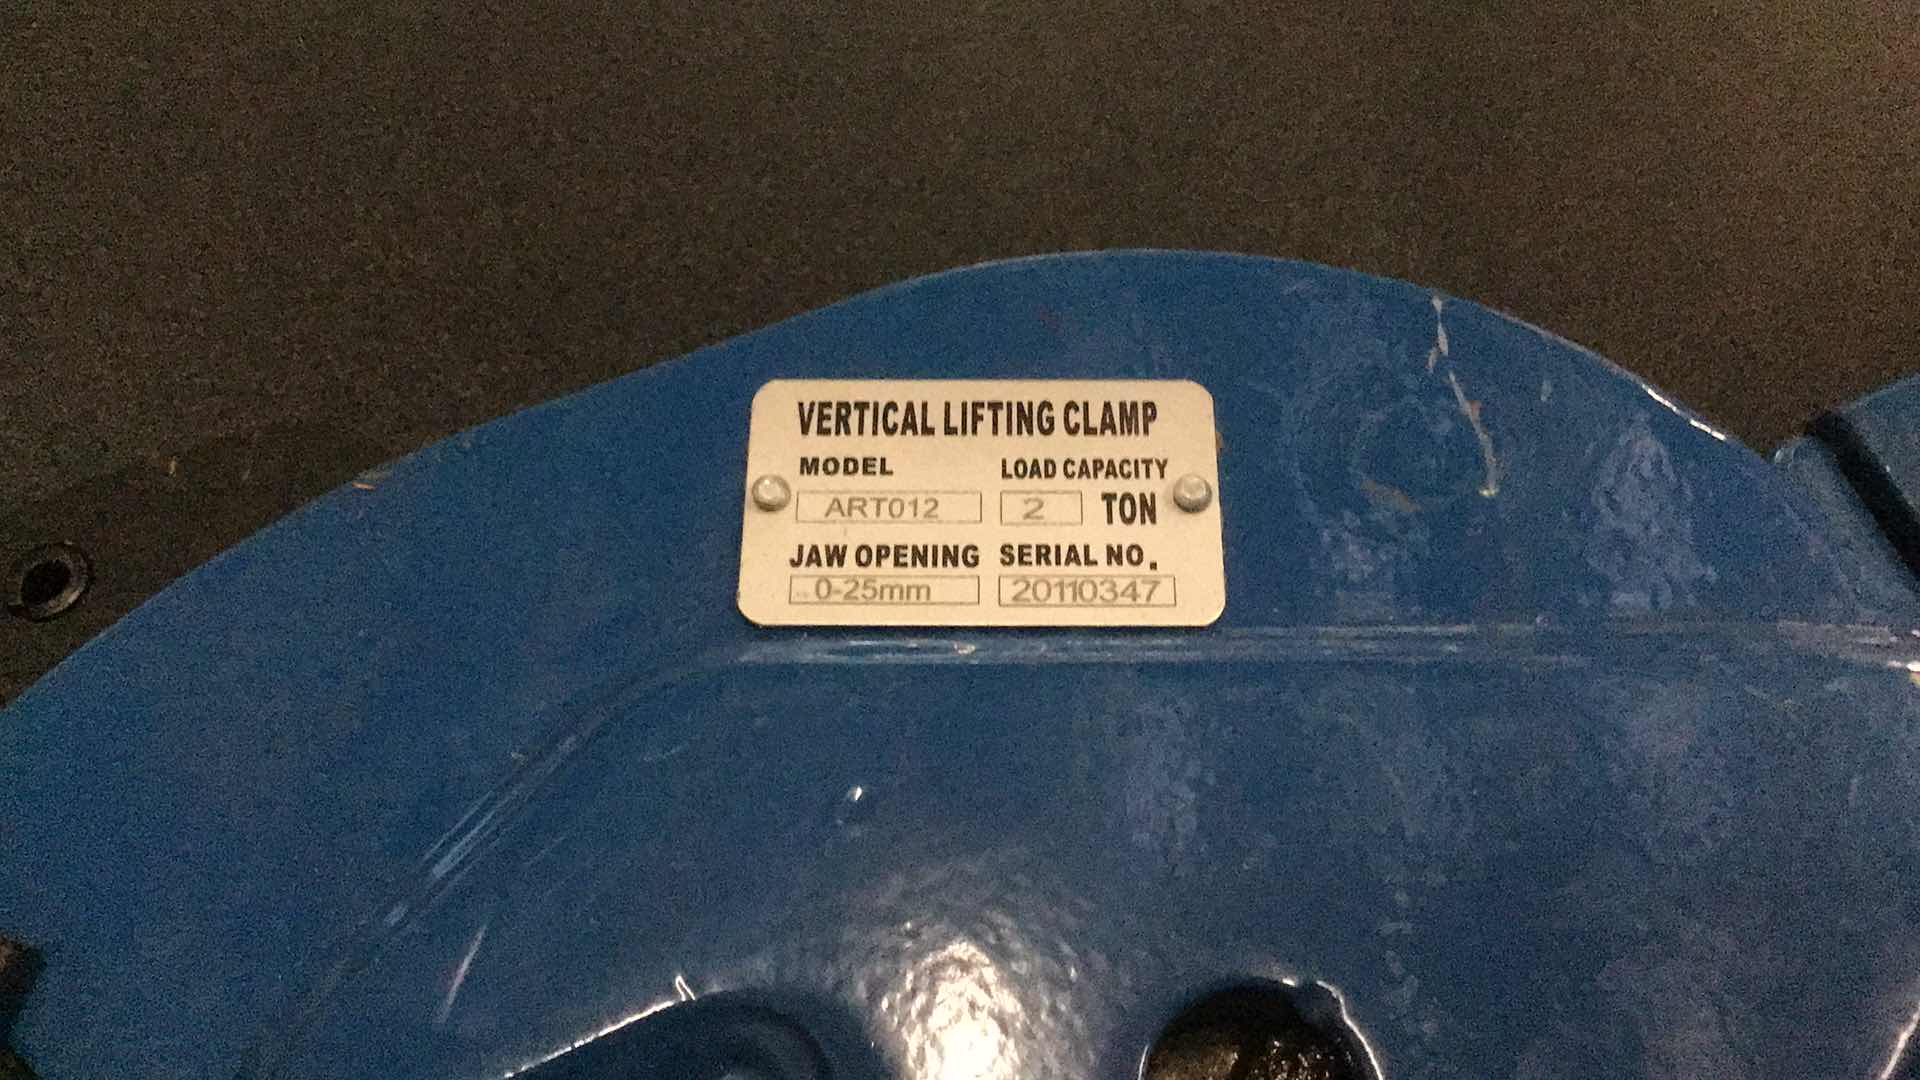 VERTICAL LIFTING CLAMP
MODEL LOAD CAPACITY
ART012 2 TON
JAW OPENING SERIAL NO.
0-25mm 20110347